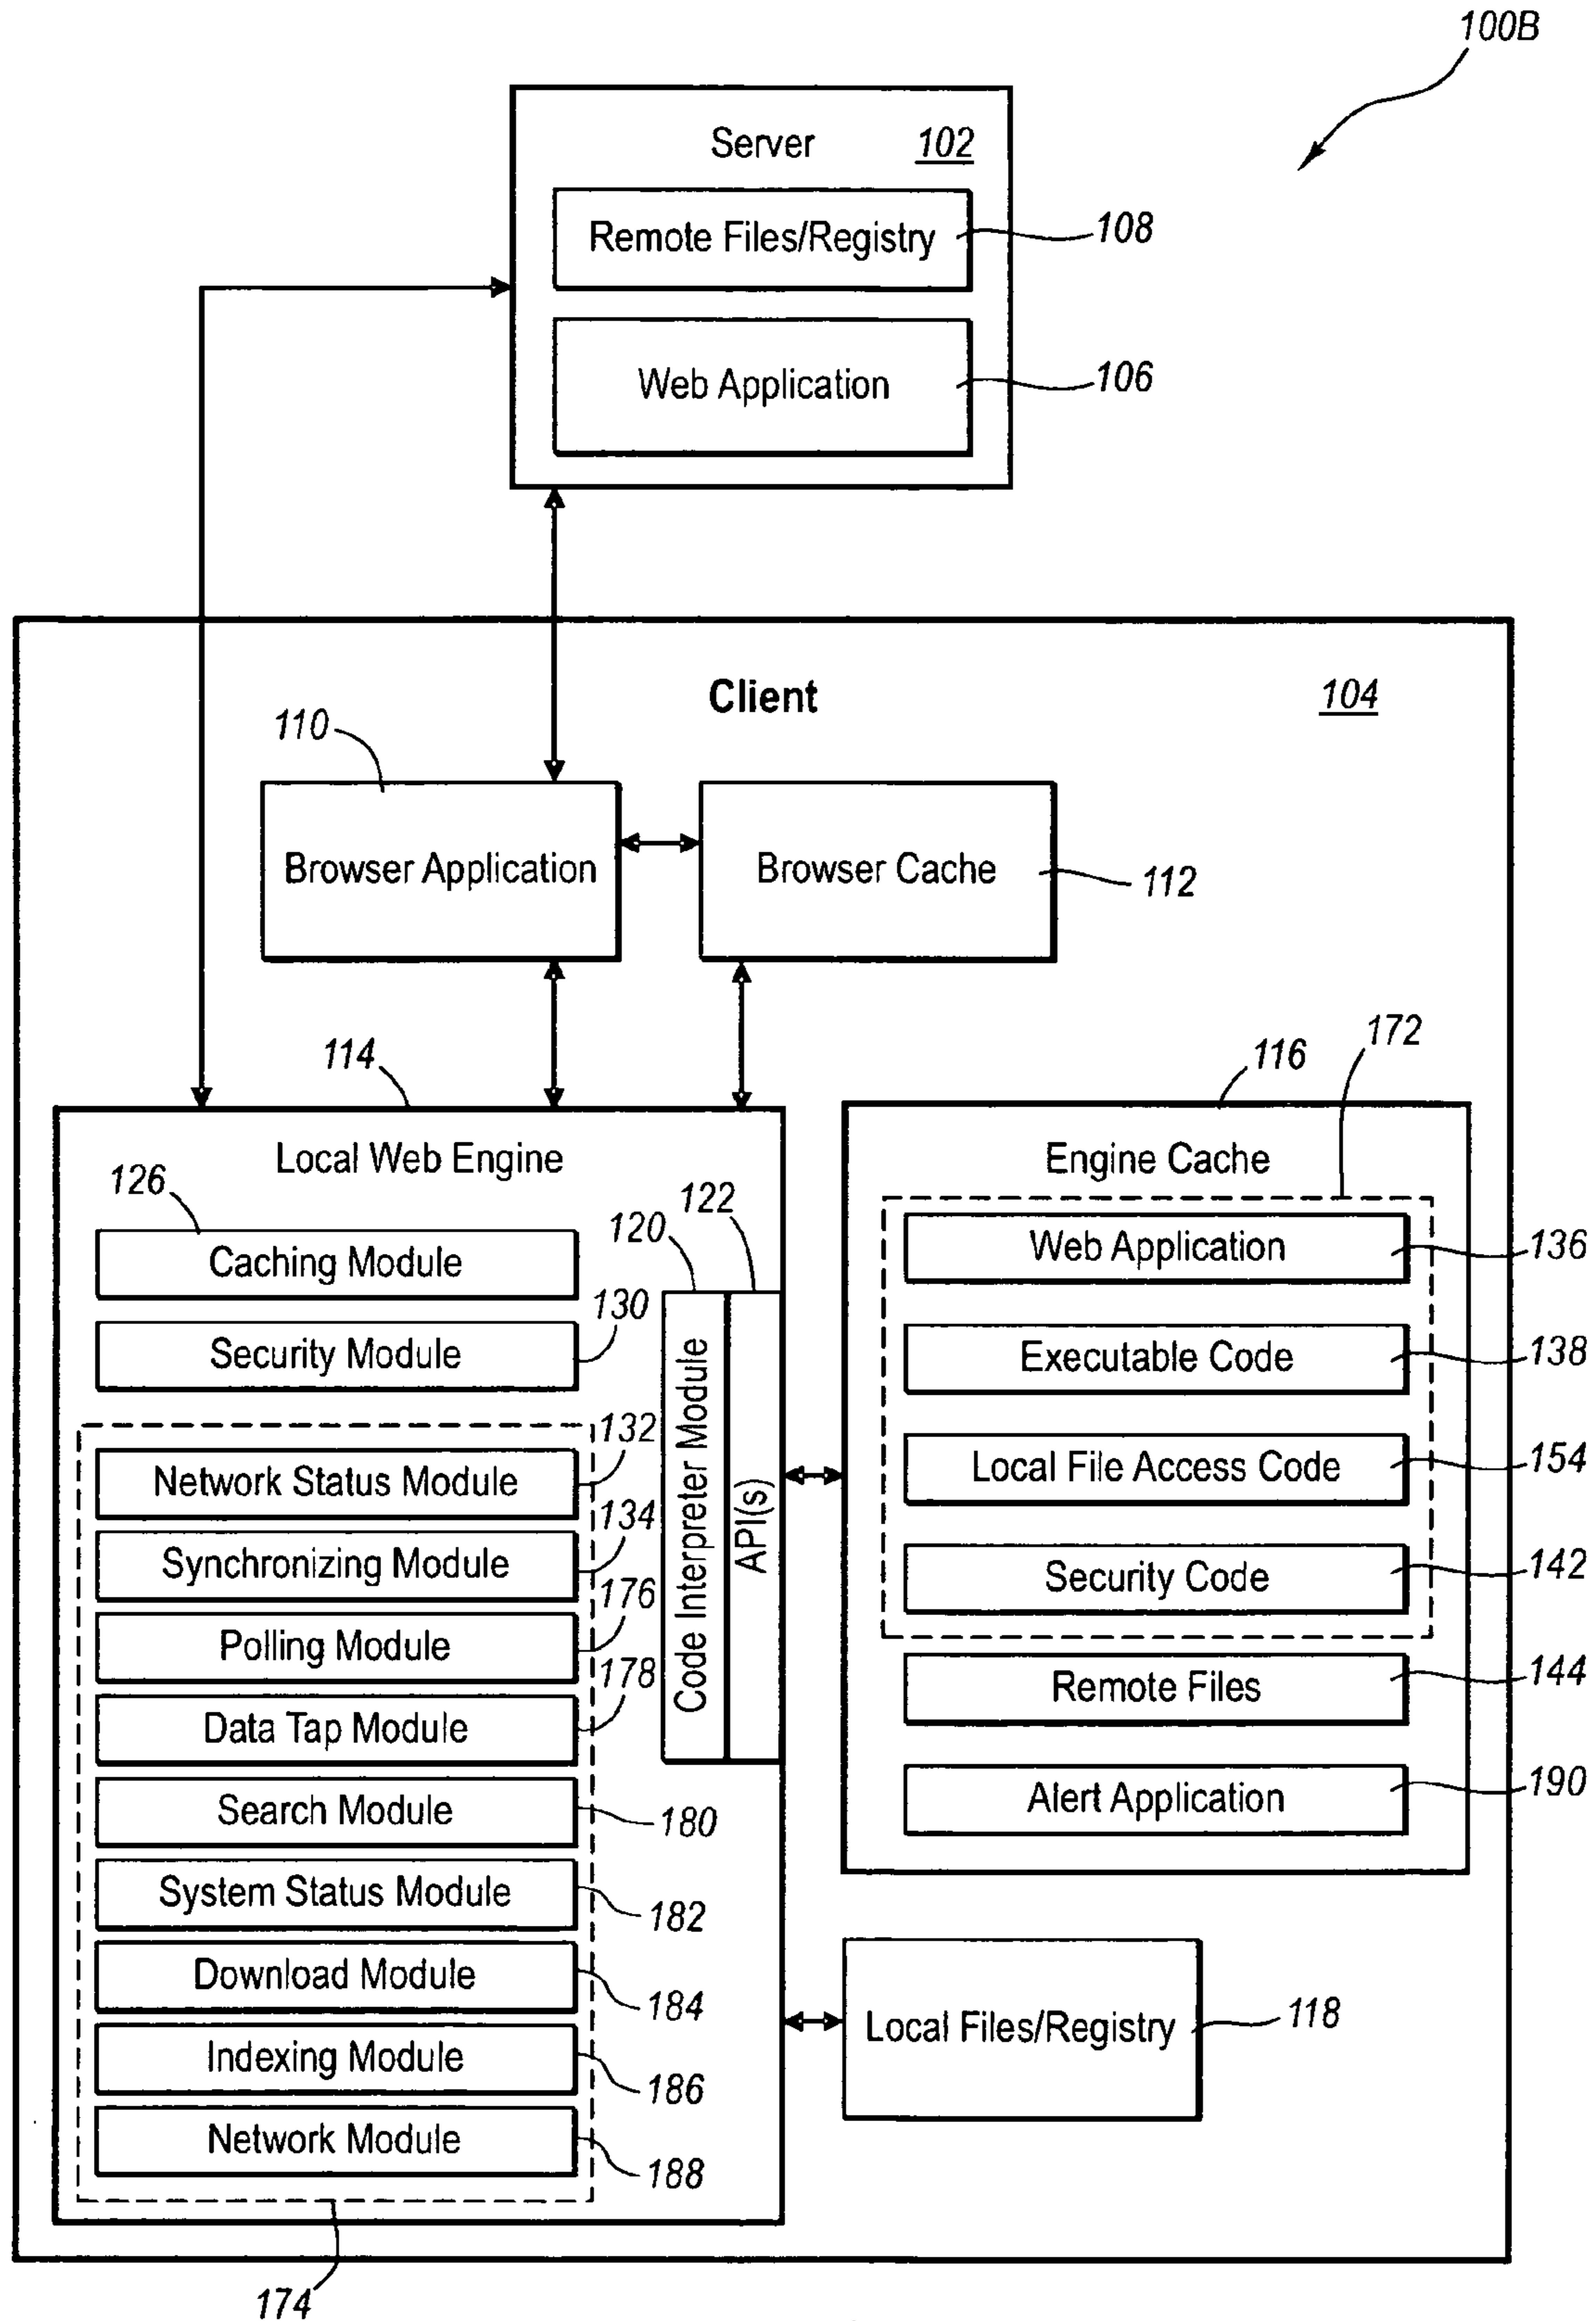 100B
Server 102
Remote Files/Registry 108
Web Application 106
Client 104
110
Browser Application
Browser Cache
112
114
Local Web Engine
126
Caching Module
Security Module
130
120
122
Code Interpreter Module
API(s)
Network Status Module
132
Synchronizing Module
134
Polling Module
176
Data Tap Module
178
Search Module
180
System Status Module
182
Download Module
184
Indexing Module
186
Network Module
188
174
116
172
Engine Cache
Web Application 136
Executable Code 138
Local File Access Code 154
Security Code 142
Remote Files 144
Alert Application 190
Local Files/Registry 118